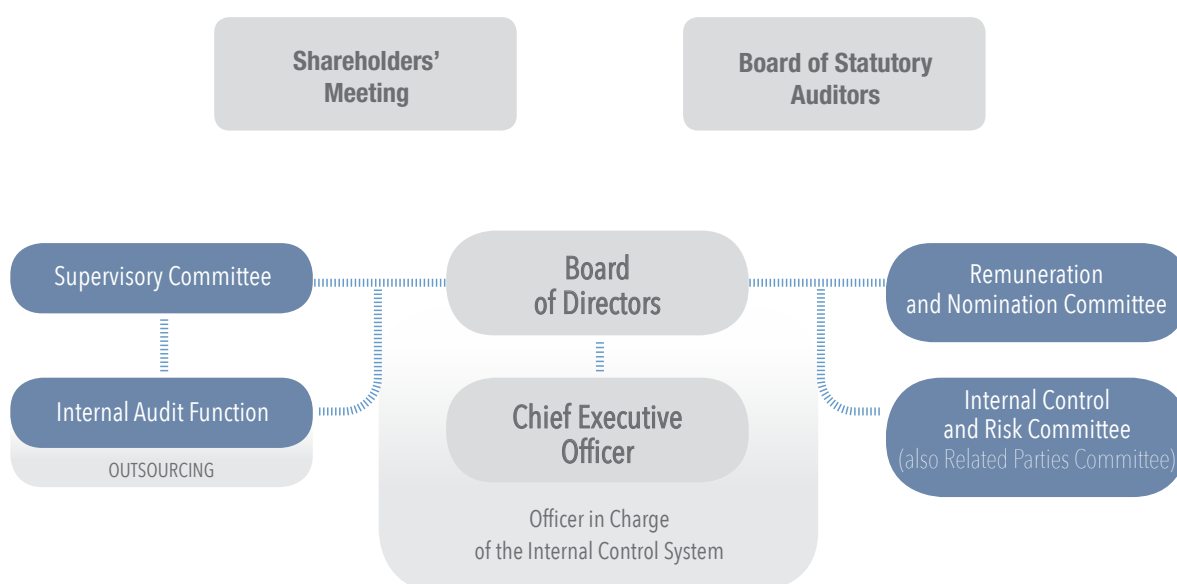 Shareholders’
Meeting
Board of Statutory
Auditors
Supervisory Committee
Board
of Directors
Remuneration
and Nomination Committee
Internal Audit Function
OUTSOURCING
Chief Executive
Officer
Internal Control
and Risk Committee
(also Related Parties Committee)
Officer in Charge
of the Internal Control System